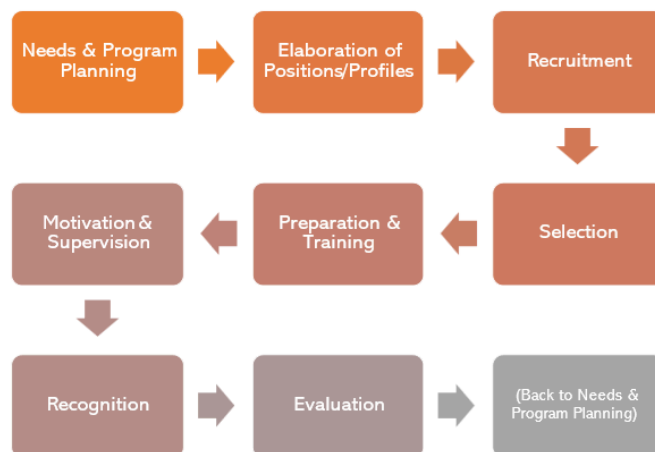 Needs & Program
Planning
Elaboration of
Positions/Profiles
Recruitment
Motivation &
Supervision
Preparation &
Training
Selection
Recognition
Evaluation
(Back to Needs &
Program Planning)